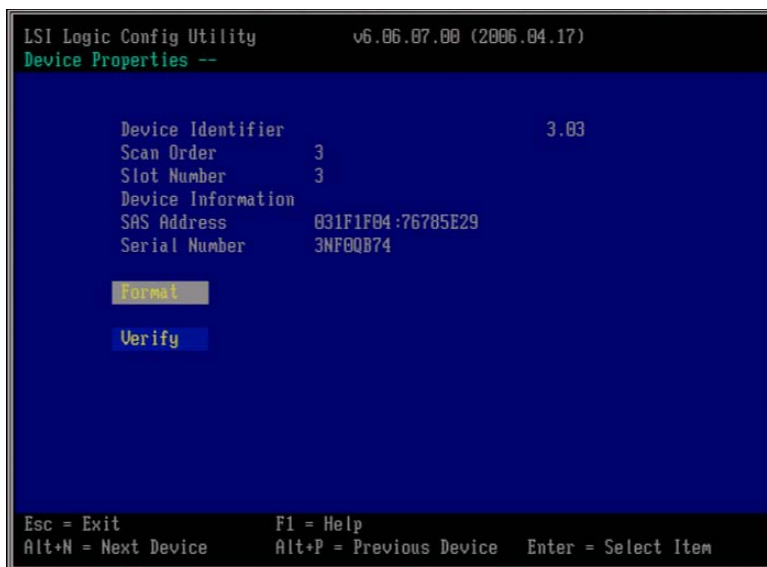 LSI Logic Config Utility v6.06.07.00 (2006.04.17)
Device Properties --
Device Identifier 3.03
Scan Order 3
Slot Number 3
Device Information
SAS Address 031F1F04:76785E29
Serial Number 3NF0QB74
Format
Verify
Esc = Exit F1 = Help
Alt+N = Next Device Alt+P = Previous Device Enter = Select Item